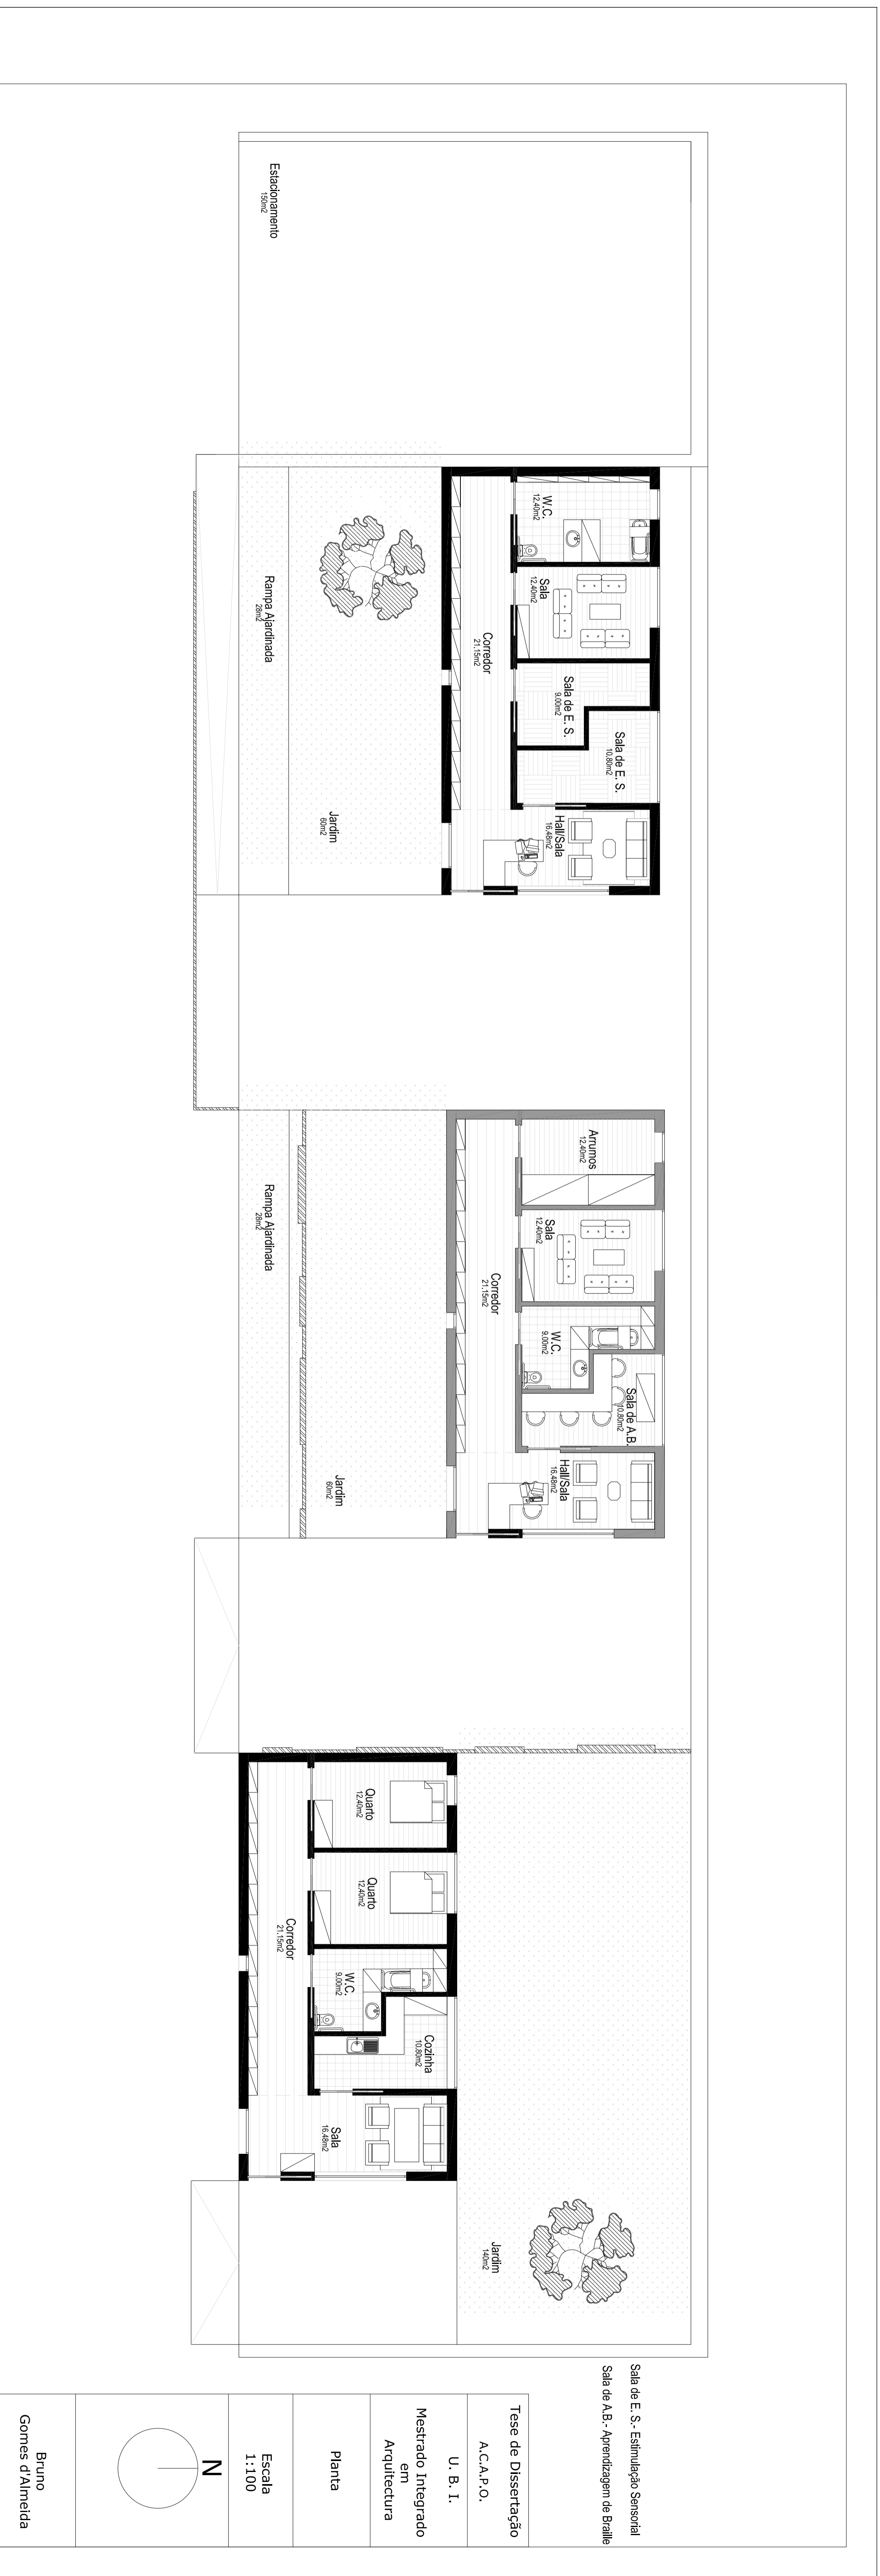 Estacionamento
150m2
W.C.
12.40m2
Sala
12.40m2
Sala de E. S.
9.00m2
Sala de E. S.
10.80m2
Corredor
21.15m2
Hall/Sala
16.48m2
Rampa Ajardinada
28m2
Jardim
60m2
Arrumos
12.40m2
Sala
12.40m2
W.C.
9.00m2
Sala de A.B.
10.80m2
Corredor
21.15m2
Hall/Sala
16.48m2
Rampa Ajardinada
28m2
Jardim
60m2
Quarto
12.40m2
Quarto
12.40m2
W.C.
9.00m2
Cozinha
10.80m2
Corredor
21.15m2
Sala
16.48m2
Jardim
140m2
Sala de E. S.- Estimulação Sensorial
Sala de A.B.- Aprendizagem de Braille
Tese de Dissertação
A.C.A.P.O.
U. B. I.
Mestrado Integrado
em
Arquitectura
Planta
Escala
1:100
N
Bruno
Gomes d'Almeida